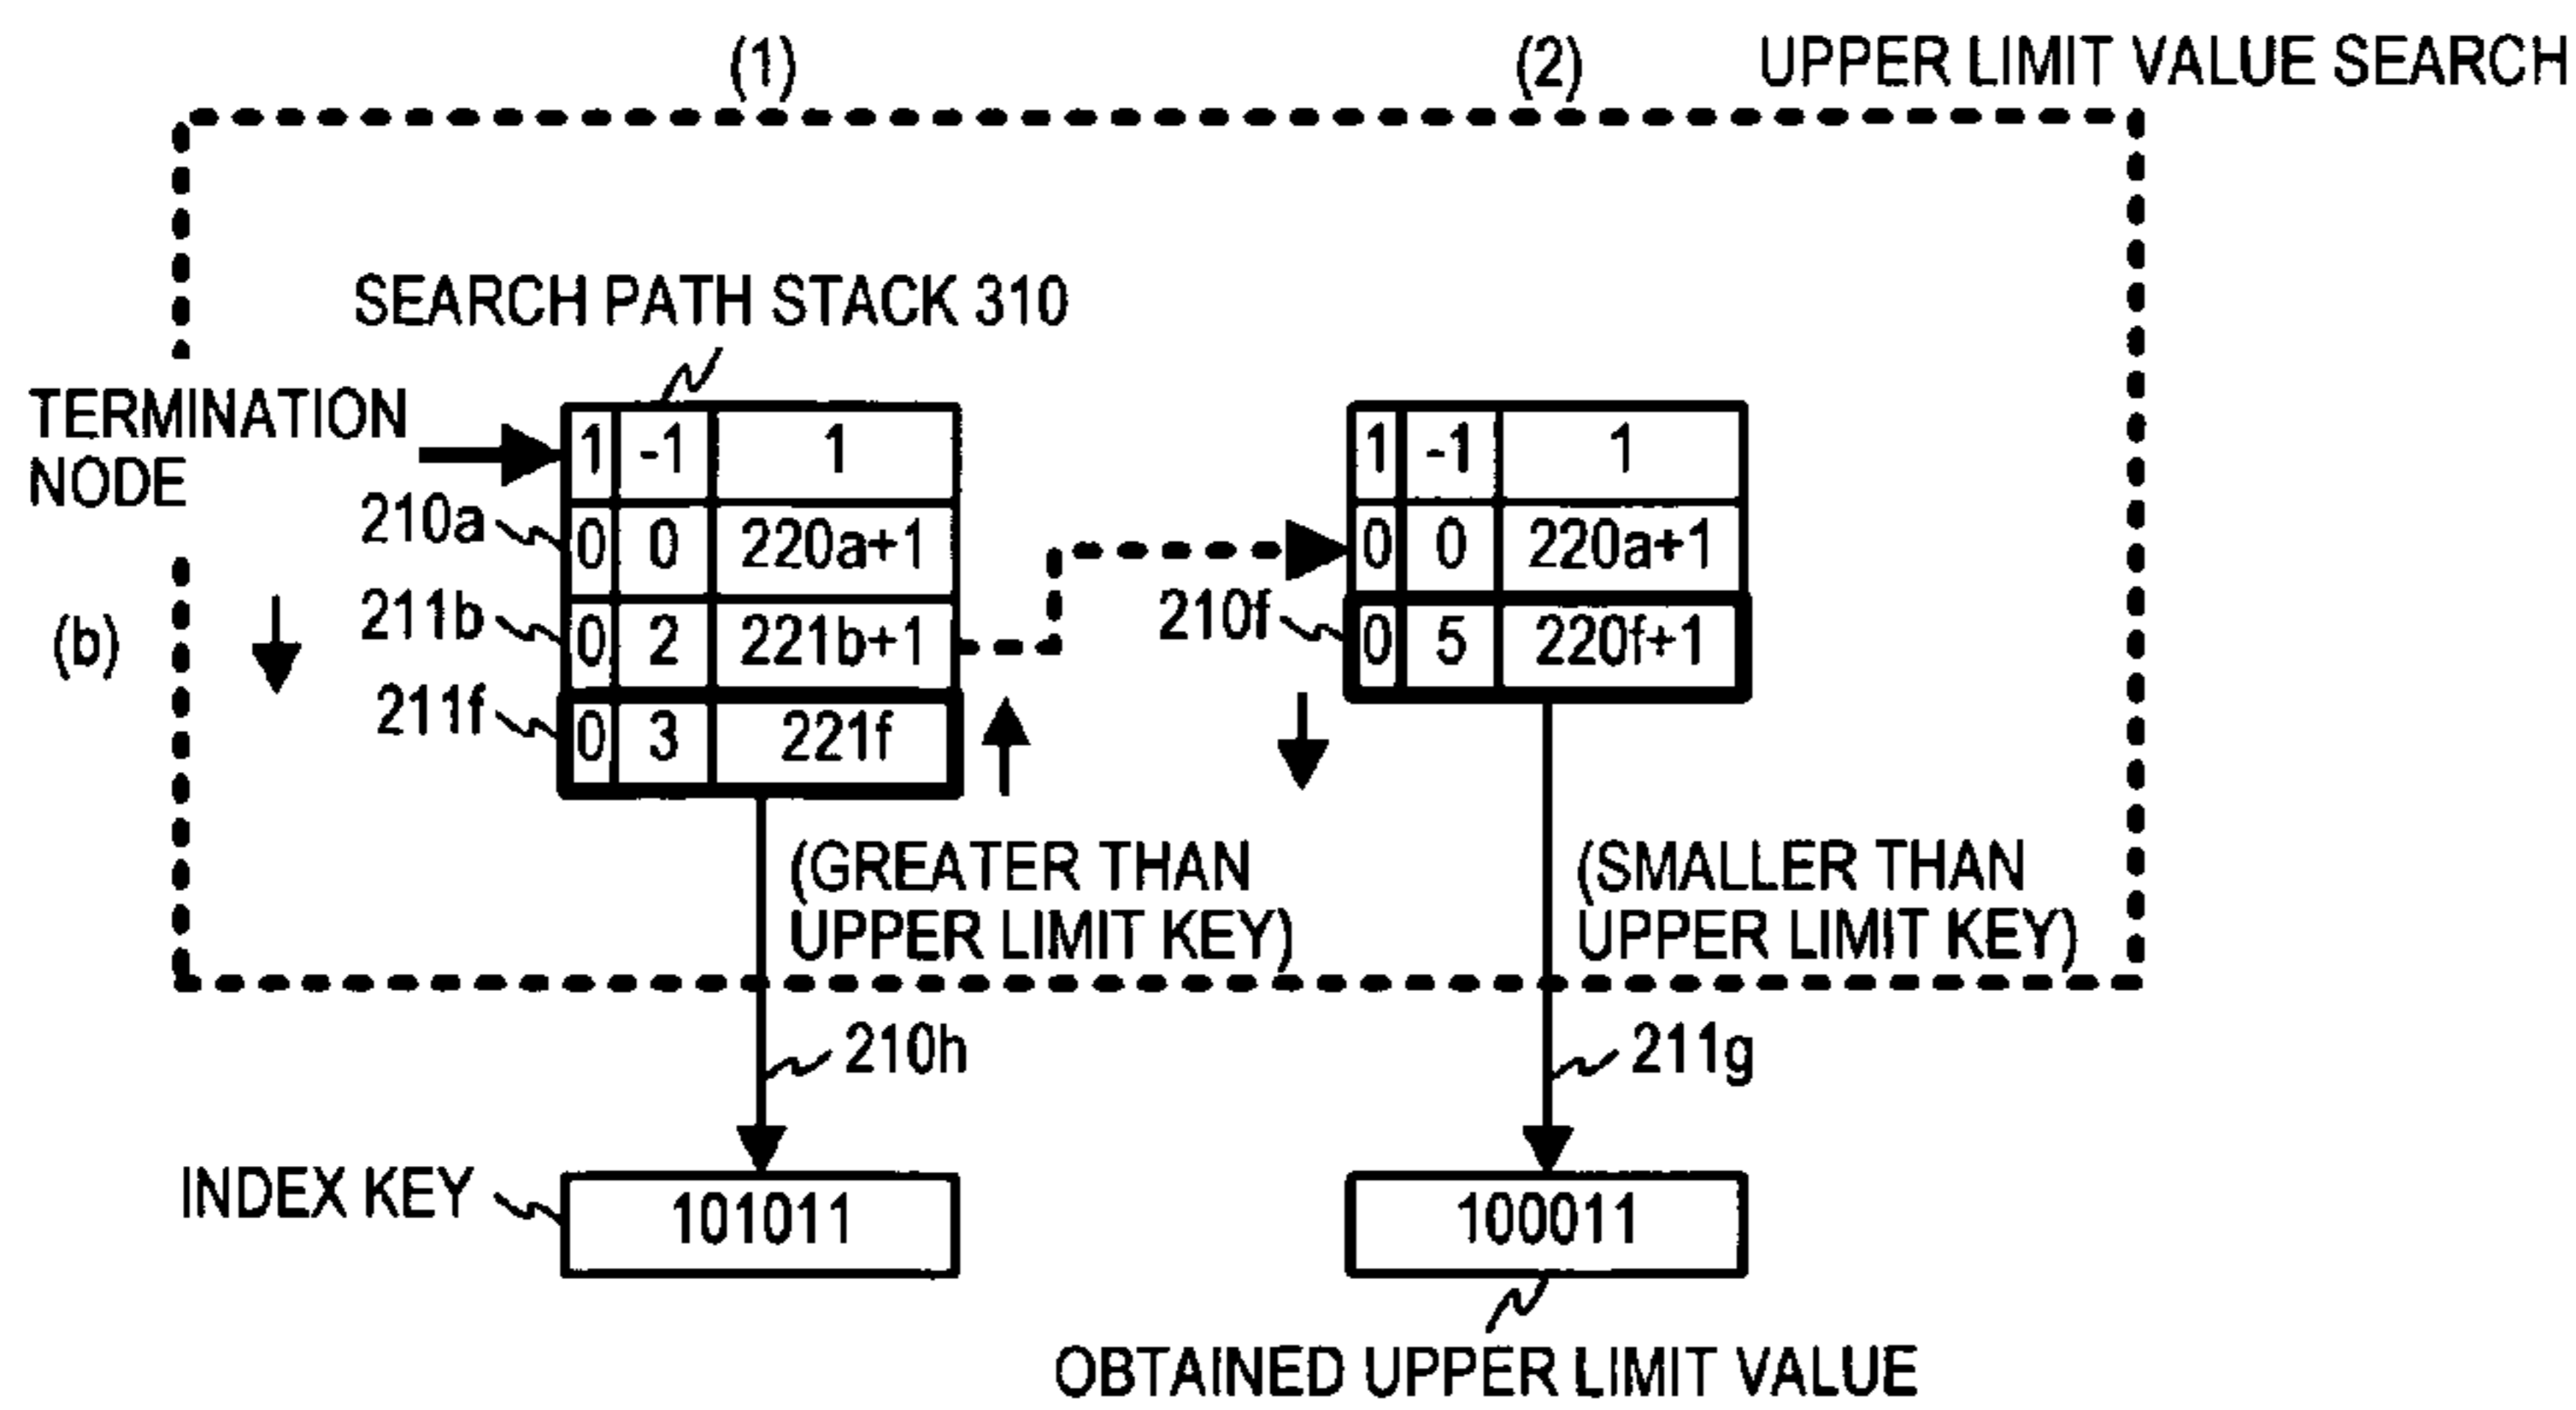 (1)
(2)
UPPER LIMIT VALUE SEARCH
SEARCH PATH STACK 310
TERMINATION
NODE
1 -1 1
1 -1 1
210a
0 0 220a+1
0 0 220a+1
(b)
211b
0 2 221b+1
210f
0 5 220f+1
211f
0 3 221f
(GREATER THAN
UPPER LIMIT KEY)
(SMALLER THAN
UPPER LIMIT KEY)
210h
211g
INDEX KEY
101011
100011
OBTAINED UPPER LIMIT VALUE